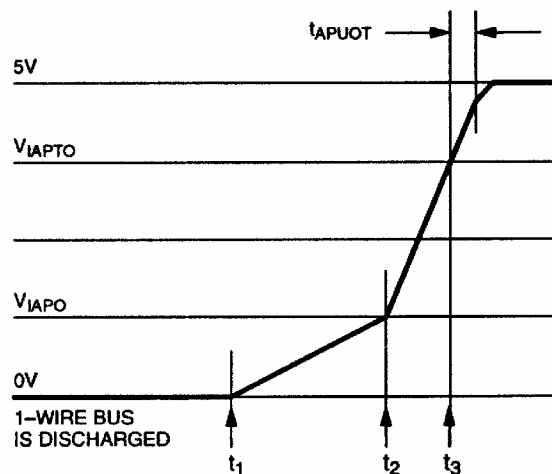 tAPUOT
5V
VIAPTO
VIAPO
0V
1–WIRE BUS
IS DISCHARGED
t1
t2
t3